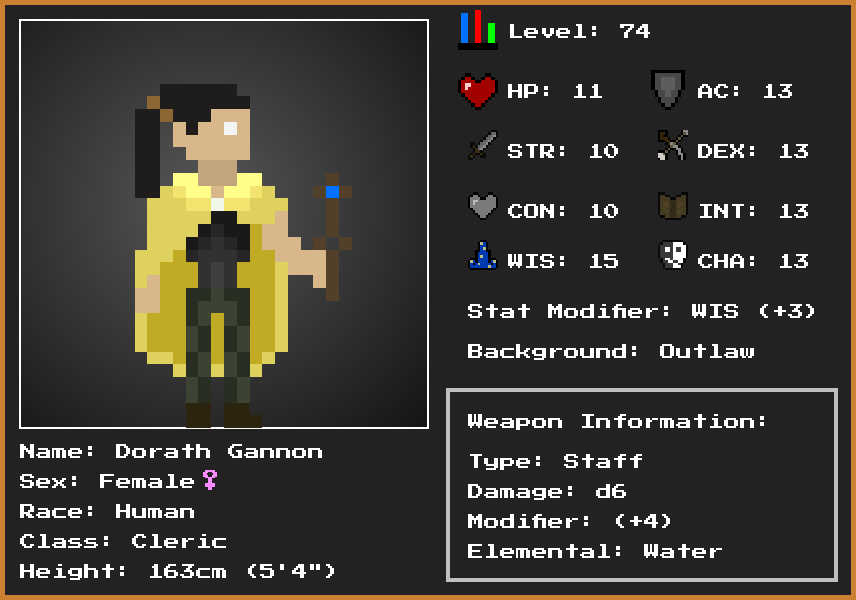 Level: 74
HP: 11
AC: 13
STR: 10
DEX: 13
CON: 10
INT: 13
WIS: 15
CHA: 13
Stat Modifier: WIS (+3)
Background: Outlaw
Name: Dorath Gannon
Sex: Female♀
Race: Human
Class: Cleric
Height: 163cm (5'4")
Weapon Information:
Type: Staff
Damage: d6
Modifier: (+4)
Elemental: Water